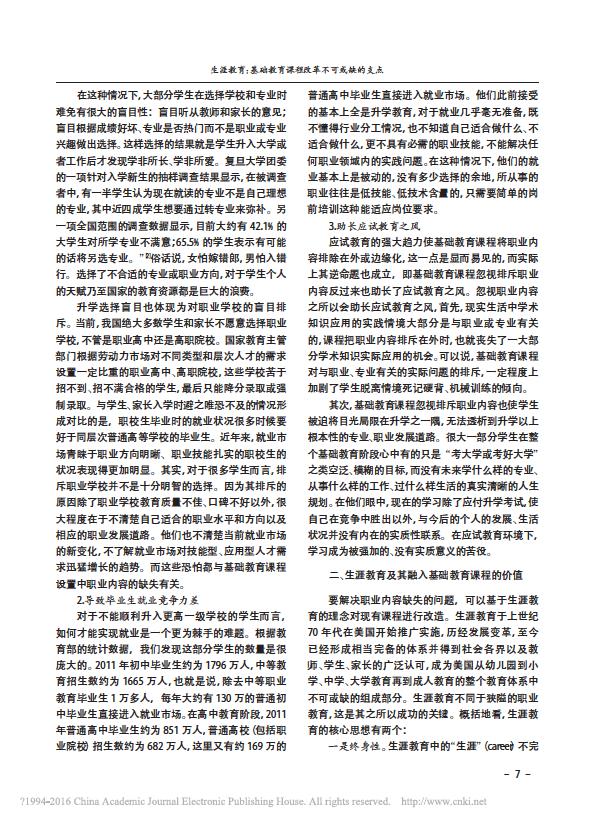 生涯教育：基础教育课程改革不可或缺的支点
在这种情况下，大部分学生在选择学校和专业时
难免有很大的盲目性：盲目听从教师和家长的意见；
盲目根据成绩好坏、专业是否热门而不是职业或专业
兴趣做出选择。这样选择的结果就是学生升入大学或
者工作后才发现学非所长、学非所爱。复旦大学团委
的一项针对入学新生的抽样调查结果显示，在被调查
者中，有一半学生认为现在就读的专业不是自己理想
的专业，其中近四成学生想要通过转专业来弥补。另
一项全国范围的调查数据显示，目前大约有 42.1% 的
大学生对所学专业不满意；65.5% 的学生表示有可能
的话将另选专业。”俗话说，女怕嫁错郎，男怕入错
行。选择了不合适的专业或职业方向，对于学生个人
的天赋乃至国家的教育资源都是巨大的浪费。
升学选择盲目也体现为对职业学校的盲目排
斥。当前，我国绝大多数学生和家长不愿意选择职业
学校，不管是职业高中还是高职院校。国家教育主管
部门根据劳动力市场对不同类型和层次人才的需求
设置一定比重的职业高中、高职院校，这些学校苦于
招不到、招不满合格的学生，最后只能降分录取或强
制录取。与学生、家长入学时避之唯恐不及的情况形
成对比的是，职校生毕业时的就业状况很多时候要
好于同层次普通高等学校的毕业生。近年来，就业市
场青睐于职业方向明晰、职业技能扎实的职校生的
状况表现得更加明显。其实，对于很多学生而言，排
斥职业学校并不是十分明智的选择。因为其排斥的
原因除了职业学校教育质量不佳、口碑不好以外，很
大程度在于不清楚自己适合的职业水平和方向以及
相应的职业发展道路。他们也不清楚当前就业市场
的新变化，不了解就业市场对技能型、应用型人才需
求迅猛增长的趋势。而这些恐怕都与基础教育课程
设置中职业内容的缺失有关。
2.导致毕业生就业竞争力差
对于不能顺利升入更高一级学校的学生而言，
如何才能实现就业是一个更为棘手的难题。根据教
育部的统计数据，我们发现这部分学生的数量是很
庞大的。2011 年初中毕业生约为 1796 万人，中等教
育招生数约为 1665 万人，也就是说，除去中等职业
教育毕业生 1 万多人，每年大约有 130 万的普通初
中毕业生直接进入就业市场。在高中教育阶段，2011
年普通高中毕业生约为 851 万人，普通高校（包括职
业院校）招生数约为 682 万人，这里又有约 169 万的
普通高中毕业生直接进入就业市场。他们此前接受
的基本上全是升学教育，对于就业几乎毫无准备，既
不懂得行业分工情况，也不知道自己适合做什么、不
适合做什么，更不具有必需的职业技能，不能解决任
何职业领域内的实践问题。在这种情况下，他们的就
业基本上是被动的，没有多少选择的余地，所从事的
职业往往是低技能、低技术含量的，只需要简单的岗
前培训这种能适应岗位要求。
3.助长应试教育之风
应试教育的强大趋力使基础教育课程将职业内
容排除在外或边缘化，这一点是显而易见的，而实际
上其逆命题也成立，即基础教育课程忽视排斥职业
内容反过来也助长了应试教育之风。忽视职业内容
之所以会助长应试教育之风，首先，现实生活中学术
知识应用的实践情境大部分是与职业或专业有关
的，课程把职业内容排斥在外时，也就丧失了一大部
分学术知识实际应用的机会。可以说，基础教育课程
对与职业、专业有关的实际问题的排斥，一定程度上
加剧了学生脱离情境死记硬背、机械训练的倾向。
其次，基础教育课程忽视排斥职业内容也使学生
被迫将目光局限在升学之一隅，无法透析到升学以上
根本性的专业、职业发展道路。很大一部分学生在整
个基础教育阶段心中有的只是“考大学或考好大学”
之类空泛、模糊的目标，而没有未来学什么样的专业、
从事什么样的工作、过什么样生活的真实清晰的人生
规划。在他们眼中，现在的学习除了应付升学考试，使
自己在竞争中胜出以外，与今后的个人的发展、生活
状况并没有内在的实质性联系。在应试教育环境下，
学习成为被强加的、没有实质意义的苦役。
二、生涯教育及其融入基础教育课程的价值
要解决职业内容缺失的问题，可以基于生涯教
育的理念对现有课程进行改造。生涯教育于上世纪
70 年代在美国开始推广实施，历经发展变革，至今
已经形成相当完备的体系并得到社会各界以及教
师、学生、家长的广泛认可，成为美国从幼儿园到小
学、中学、大学教育再到成人教育的整个教育体系中
不可或缺的组成部分。生涯教育不同于狭隘的职业
教育，这是其之所以成功的关键。概括地看，生涯教
育的核心思想有两个：
一是终身性。生涯教育中的“生涯”（career）不完
- 7 -
?1994-2016 China Academic Journal Electronic Publishing House. All rights reserved. http://www.cnki.net